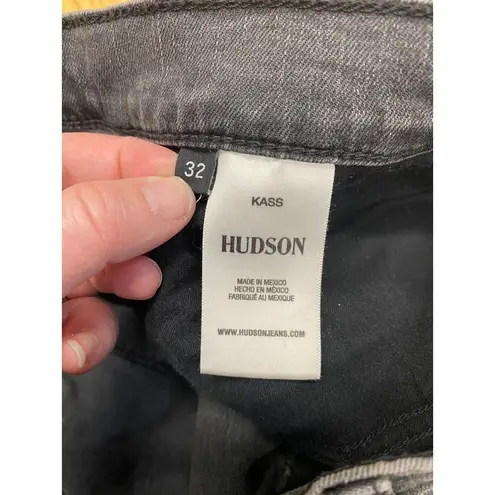 32
KASS
HUDSON
MADE IN MEXICO
HECHO EN MÉXICO
FABRIQUÉ AU MEXIQUE
WWW.HUDSONJEANS.COM